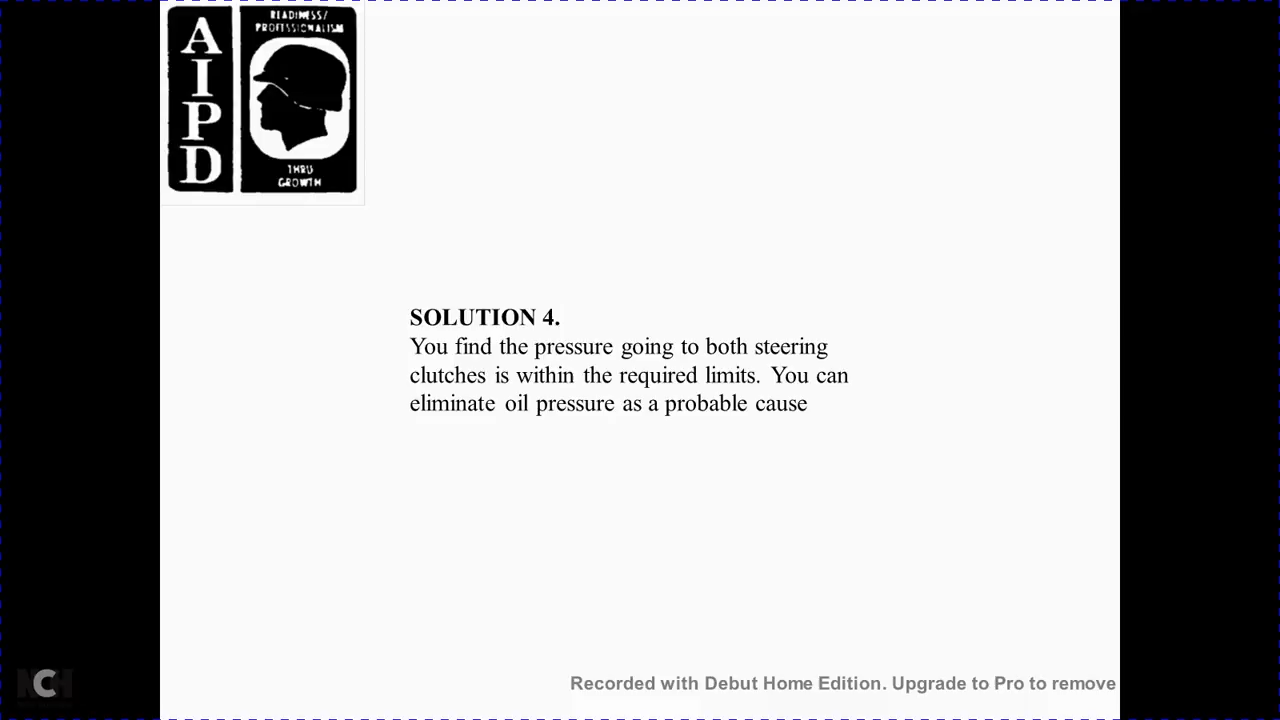 AIPD
READINESS/
PROFESSIONALISM
THRU
GROWTH
SOLUTION 4.
You find the pressure going to both steering
clutches is within the required limits. You can
eliminate oil pressure as a probable cause
Recorded with Debut Home Edition. Upgrade to Pro to remove
NCH